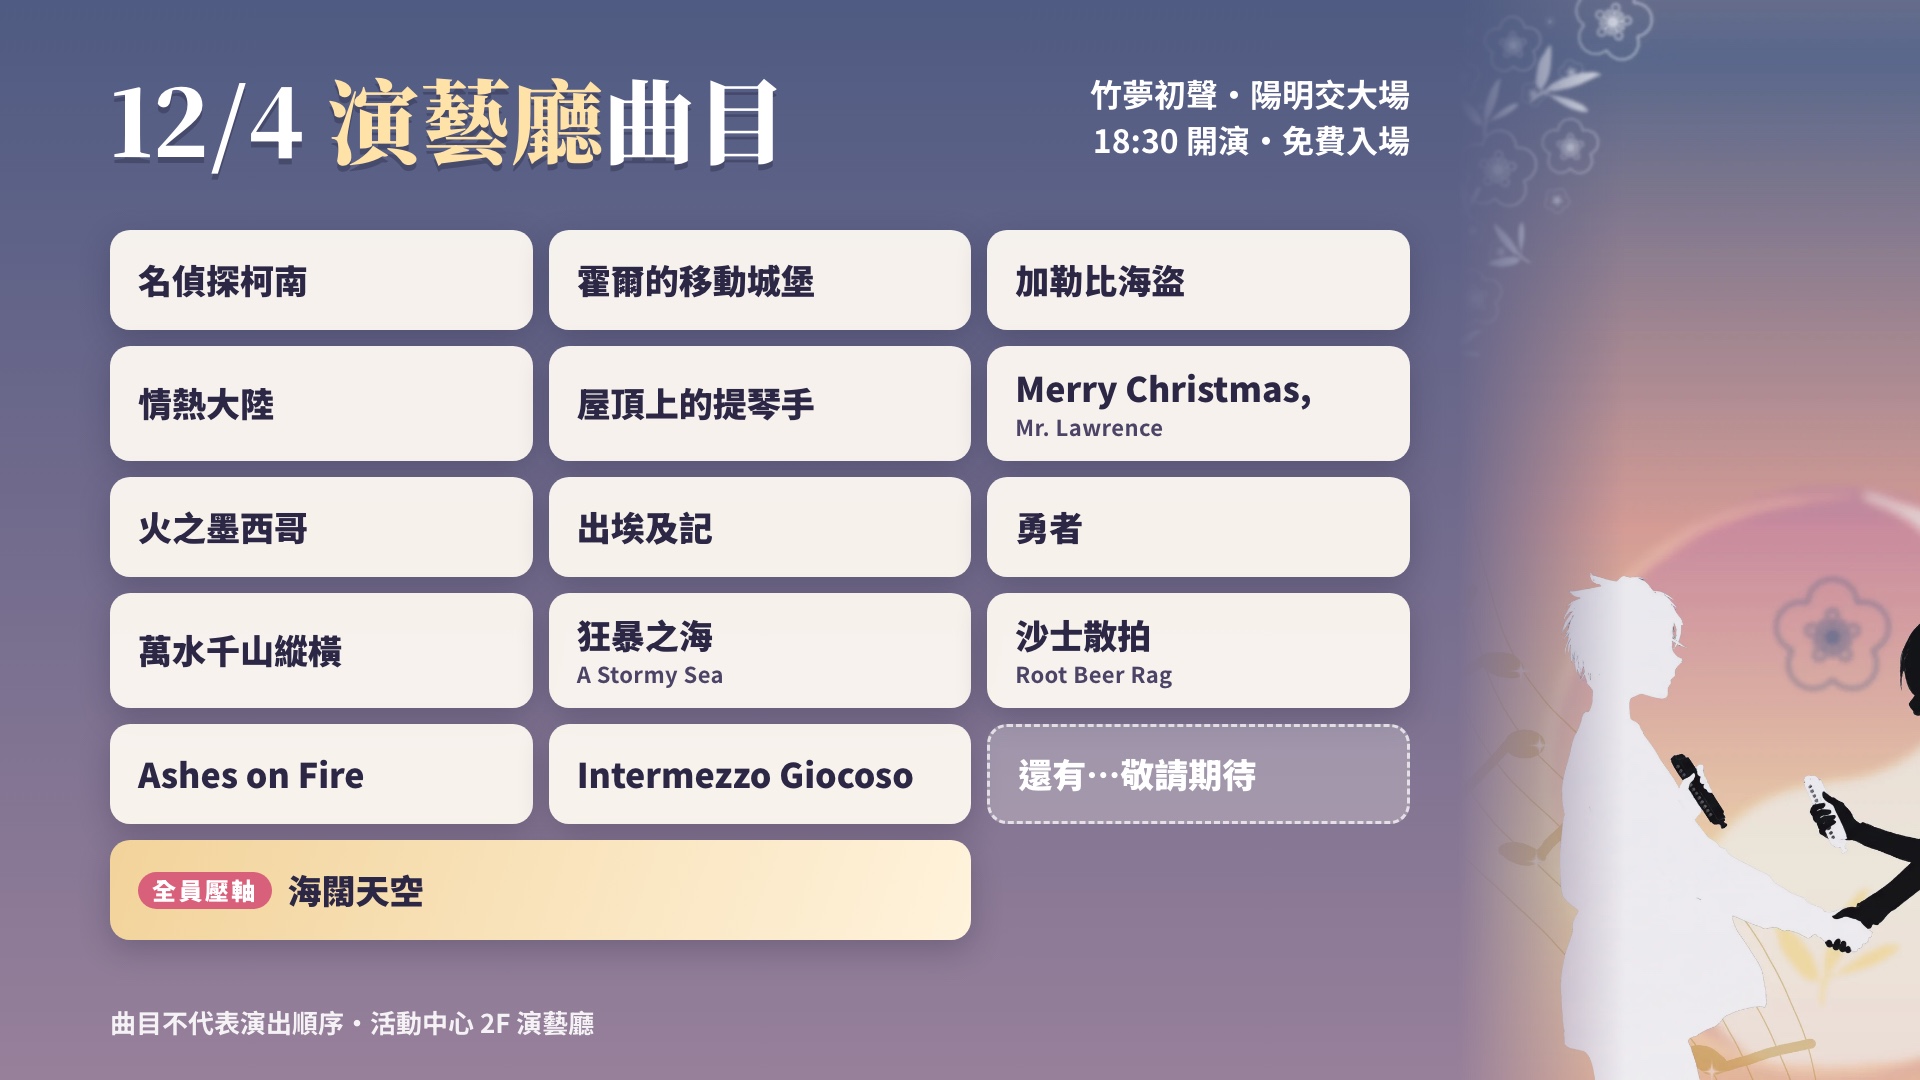 12/4 演藝廳曲目
竹夢初聲・陽明交大場
18:30 開演・免費入場
名偵探柯南
霍爾的移動城堡
加勒比海盜
情熱大陸
屋頂上的提琴手
Merry Christmas,
Mr. Lawrence
火之墨西哥
出埃及記
勇者
萬水千山縱橫
狂暴之海
A Stormy Sea
沙士散拍
Root Beer Rag
Ashes on Fire
Intermezzo Giocoso
還有…敬請期待
全員壓軸 海闊天空
曲目不代表演出順序・活動中心 2F 演藝廳